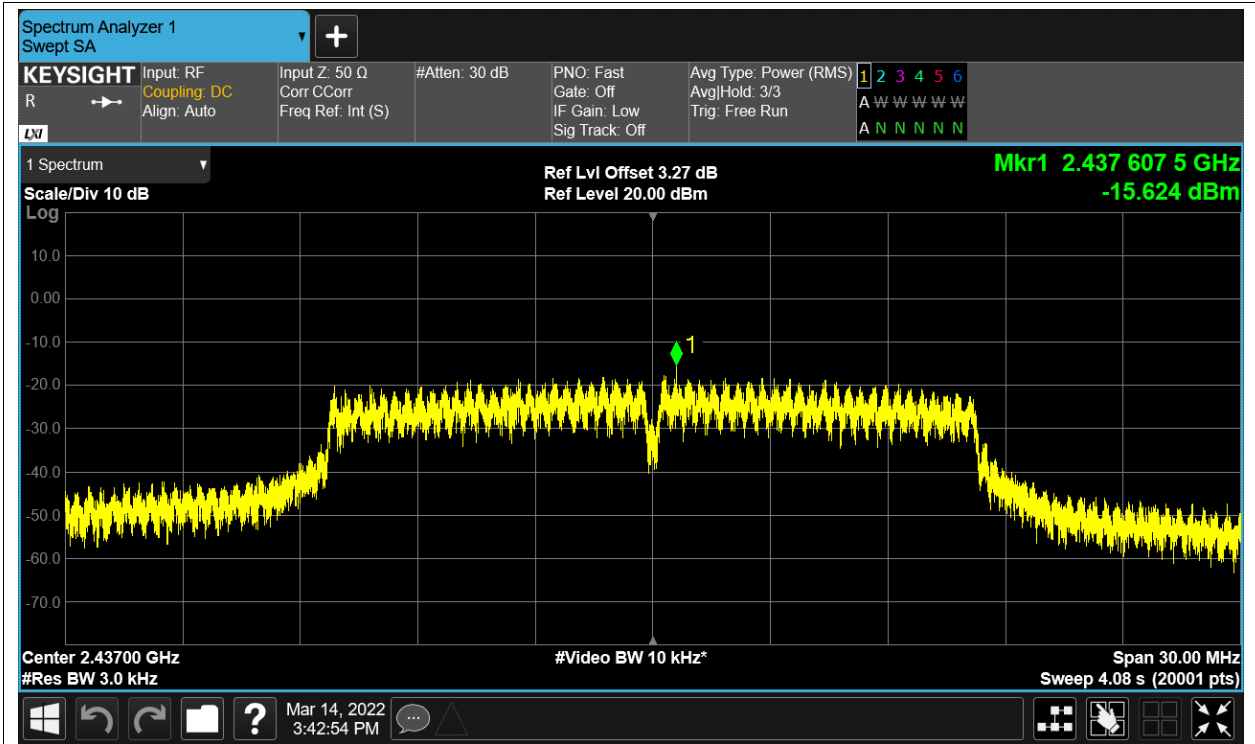 Spectrum Analyzer 1
Swept SA
KEYSIGHT
R
LXI
Input: RF
Coupling: DC
Align: Auto
Input Z: 50 Ω
Corr CCorr
Freq Ref: Int (S)
#Atten: 30 dB
PNO: Fast
Gate: Off
IF Gain: Low
Sig Track: Off
Avg Type: Power (RMS)
Avg|Hold: 3/3
Trig: Free Run
1 2 3 4 5 6
A W W W W W
A N N N N N
1 Spectrum
Scale/Div 10 dB
Log
Ref Lvl Offset 3.27 dB
Ref Level 20.00 dBm
Mkr1 2.437 607 5 GHz
-15.624 dBm
10.0
0.00
-10.0
1
-20.0
-30.0
-40.0
-50.0
-60.0
-70.0
Center 2.43700 GHz
#Res BW 3.0 kHz
#Video BW 10 kHz*
Span 30.00 MHz
Sweep 4.08 s (20001 pts)
?
Mar 14, 2022
3:42:54 PM